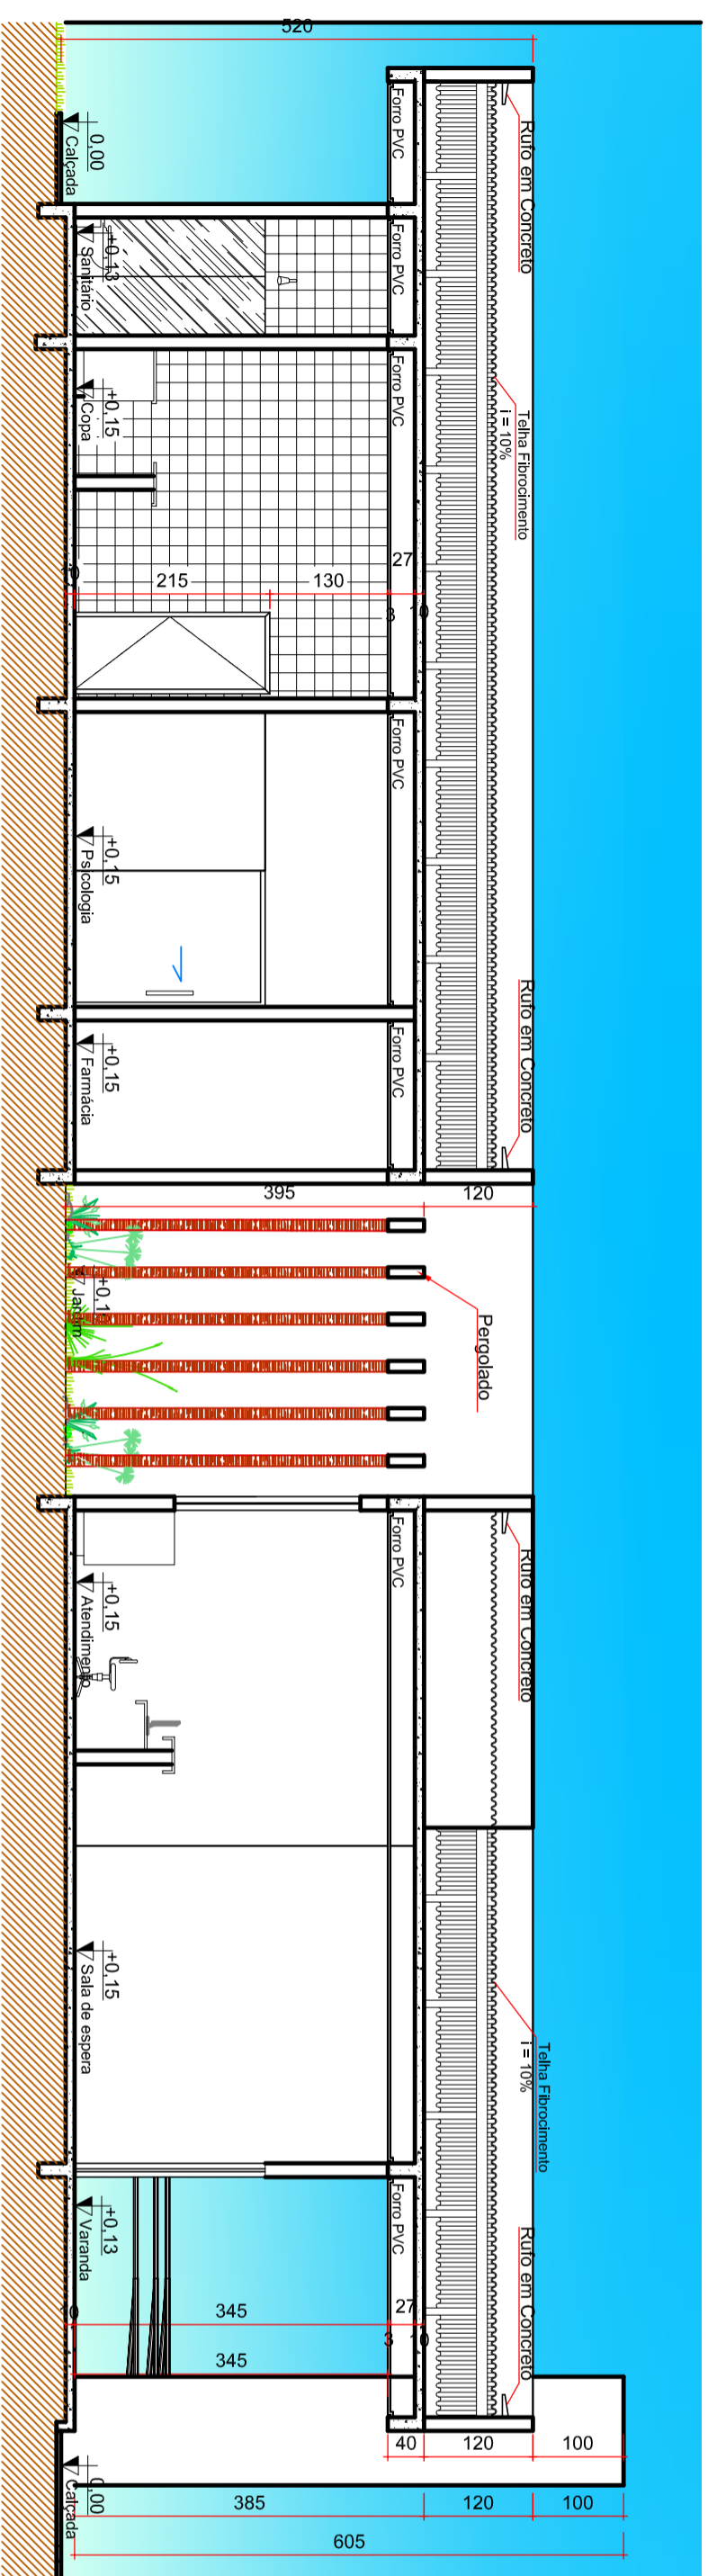 520
0,00
Calçada
Forro PVC
Rufo em Concreto
+0,13
Sanitário
Forro PVC
+0,15
Copa
Forro PVC
Telha Fibrocimento
i = 10%
215
130
27
3
10
+0,15
Psicologia
Forro PVC
+0,15
Farmácia
Forro PVC
Rufo em Concreto
395
120
Jardim
Pergolado
+0,15
Atendimento
Forro PVC
Rufo em Concreto
+0,15
Sala de espera
Telha Fibrocimento
i = 10%
+0,13
Varanda
Forro PVC
Rufo em Concreto
10
345
27
3
10
345
40
120
100
0,00
Calçada
385
120
100
605